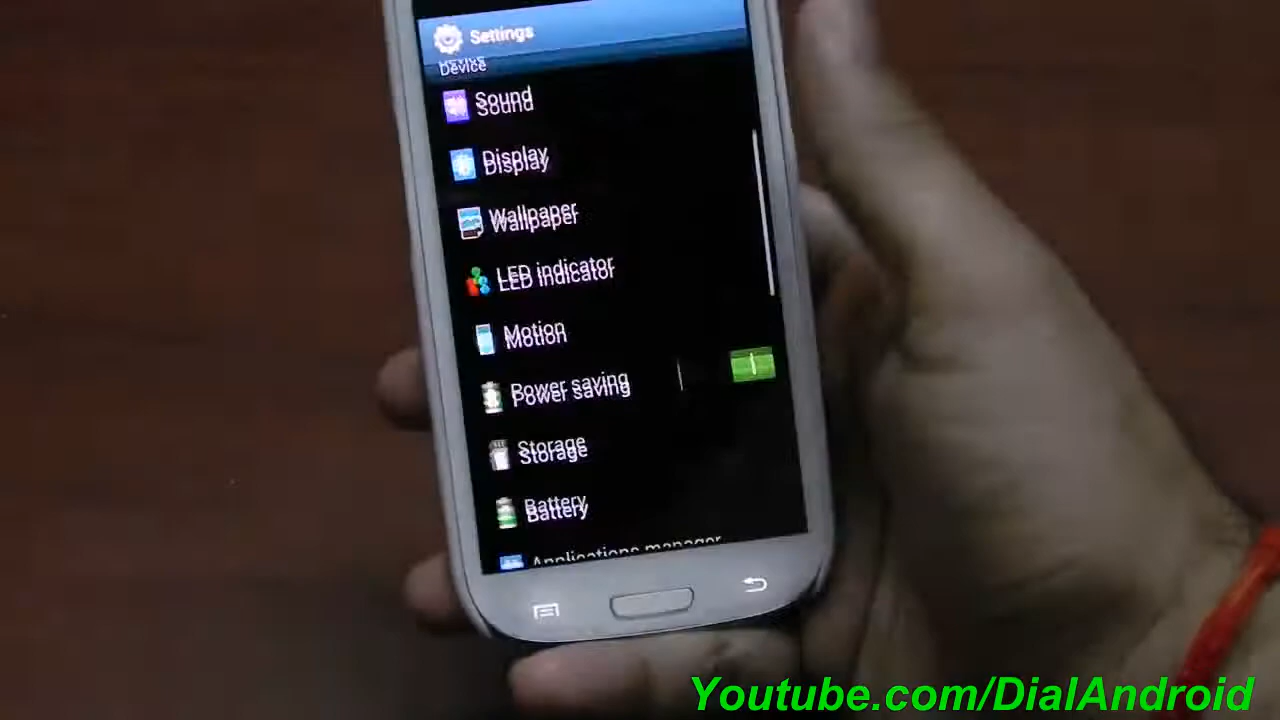 Settings
Device
Sound
Display
Wallpaper
LED indicator
Motion
Power saving
Storage
Battery
Applications manager
Youtube.com/DialAndroid